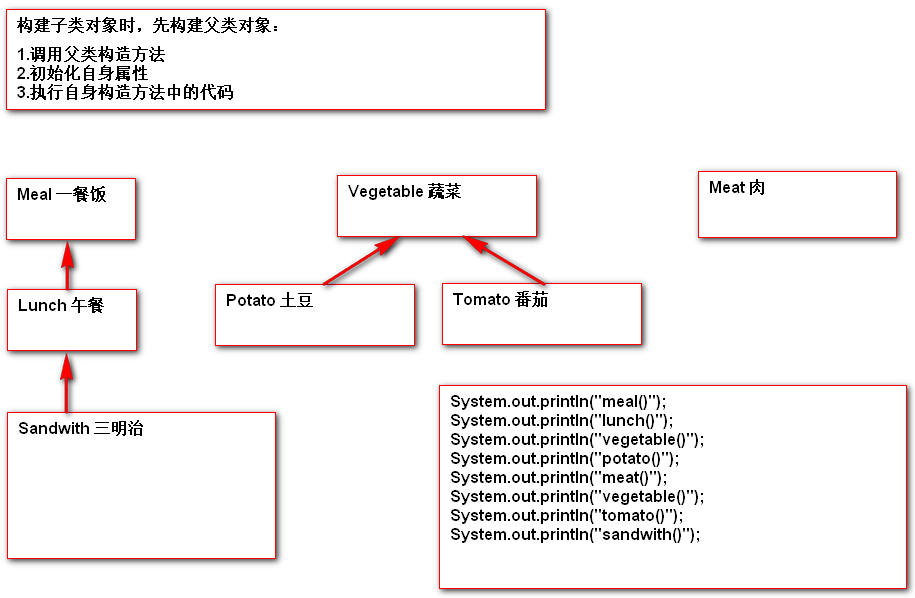 构建子类对象时，先构建父类对象：
1.调用父类构造方法
2.初始化自身属性
3.执行自身构造方法中的代码
Meal 一餐饭
Vegetable 蔬菜
Meat 肉
Lunch 午餐
Potato 土豆
Tomato 番茄
Sandwith 三明治
System.out.println("meal()");
System.out.println("lunch()");
System.out.println("vegetable()");
System.out.println("potato()");
System.out.println("meat()");
System.out.println("vegetable()");
System.out.println("tomato()");
System.out.println("sandwith()");